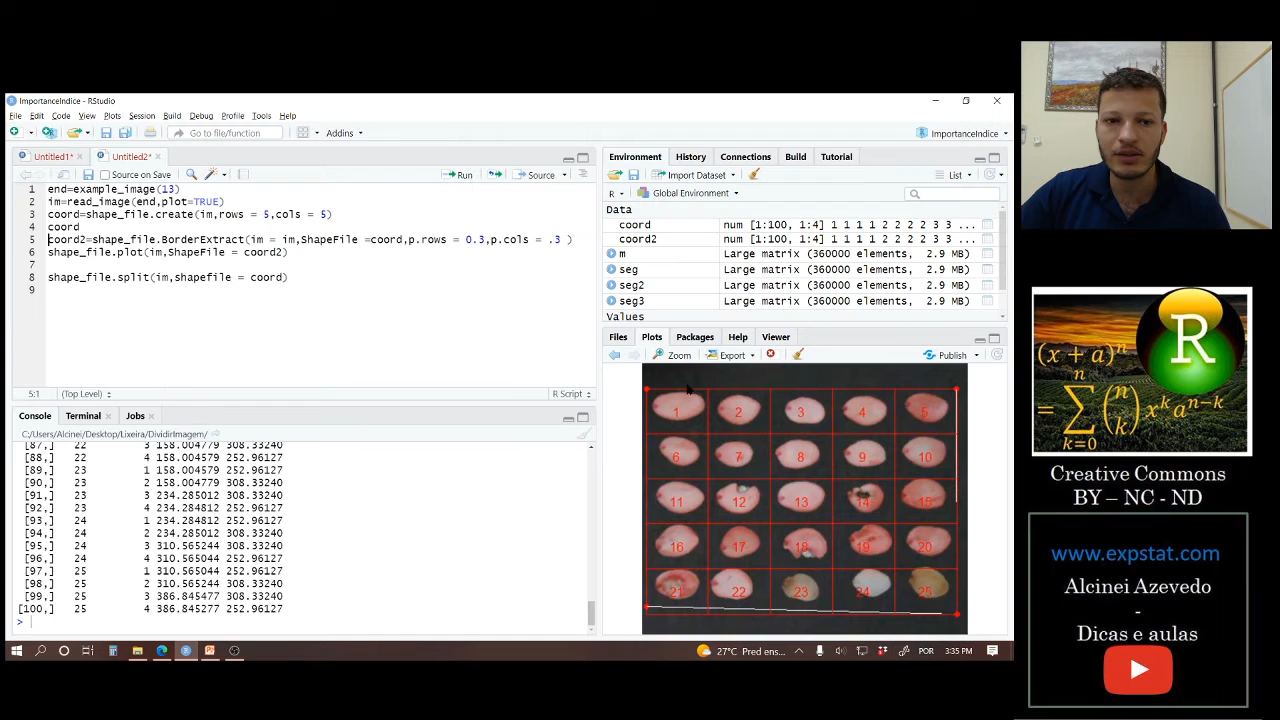 ImportanceIndice - RStudio
File Edit Code View Plots Session Build Debug Profile Tools Help
Go to file/function Addins ImportanceIndice
Untitled1* Untitled2*
Source on Save Run Source
1 end=example_image(13)
2 im=read_image(end,plot=TRUE)
3 coord=shape_file.create(im,rows = 5,cols = 5)
4 coord
5 coord2=shape_file.BorderExtract(im = im,ShapeFile =coord,p.rows = 0.3,p.cols = .3 )
6 shape_file.plot(im,ShapeFile = coord2)
7
8 shape_file.split(im,shapefile = coord)
9
5:1 (Top Level) R Script
Console Terminal Jobs
C:/Users/Alcinei/Desktop/Lixeira/DividirImagem/
[87,] 22 3 158.004779 308.33240
[88,] 22 4 158.004779 252.96127
[89,] 23 1 158.004579 252.96127
[90,] 23 2 158.004579 308.33240
[91,] 23 3 234.285012 308.33240
[92,] 23 4 234.285012 252.96127
[93,] 24 1 234.284812 252.96127
[94,] 24 2 234.284812 308.33240
[95,] 24 3 310.565244 308.33240
[96,] 24 4 310.565244 252.96127
[97,] 25 1 310.565044 252.96127
[98,] 25 2 310.565044 308.33240
[99,] 25 3 386.845477 308.33240
[100,] 25 4 386.845277 252.96127
>
Environment History Connections Build Tutorial
Import Dataset List
R Global Environment
Data
coord num [1:100, 1:4] 1 1 1 1 2 2 2 2 3 3 ...
coord2 num [1:100, 1:4] 1 1 1 1 2 2 2 2 3 3 ...
m Large matrix (360000 elements, 2.9 MB)
seg Large matrix (360000 elements, 2.9 MB)
seg2 Large matrix (360000 elements, 2.9 MB)
seg3 Large matrix (360000 elements, 2.9 MB)
Values
Files Plots Packages Help Viewer
Zoom Export Publish
1 2 3 4 5
6 7 8 9 10
11 12 13 14 15
16 17 18 19 20
21 22 23 24 25
27°C Pred ens... POR 3:35 PM
R
(x + a)^n
= ∑_{k=0}^{n} (n k) x^k a^{n−k}
Creative Commons
BY – NC - ND
www.expstat.com
Alcinei Azevedo
-
Dicas e aulas